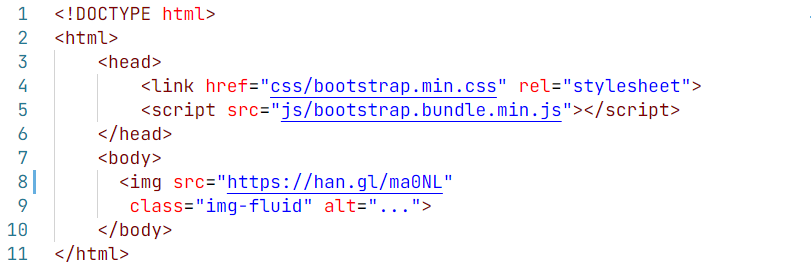 1 <!DOCTYPE html>
2 <html>
3 <head>
4 <link href="css/bootstrap.min.css" rel="stylesheet">
5 <script src="js/bootstrap.bundle.min.js"></script>
6 </head>
7 <body>
8 <img src="https://han.gl/ma0NL"
9 class="img-fluid" alt="...">
10 </body>
11 </html>